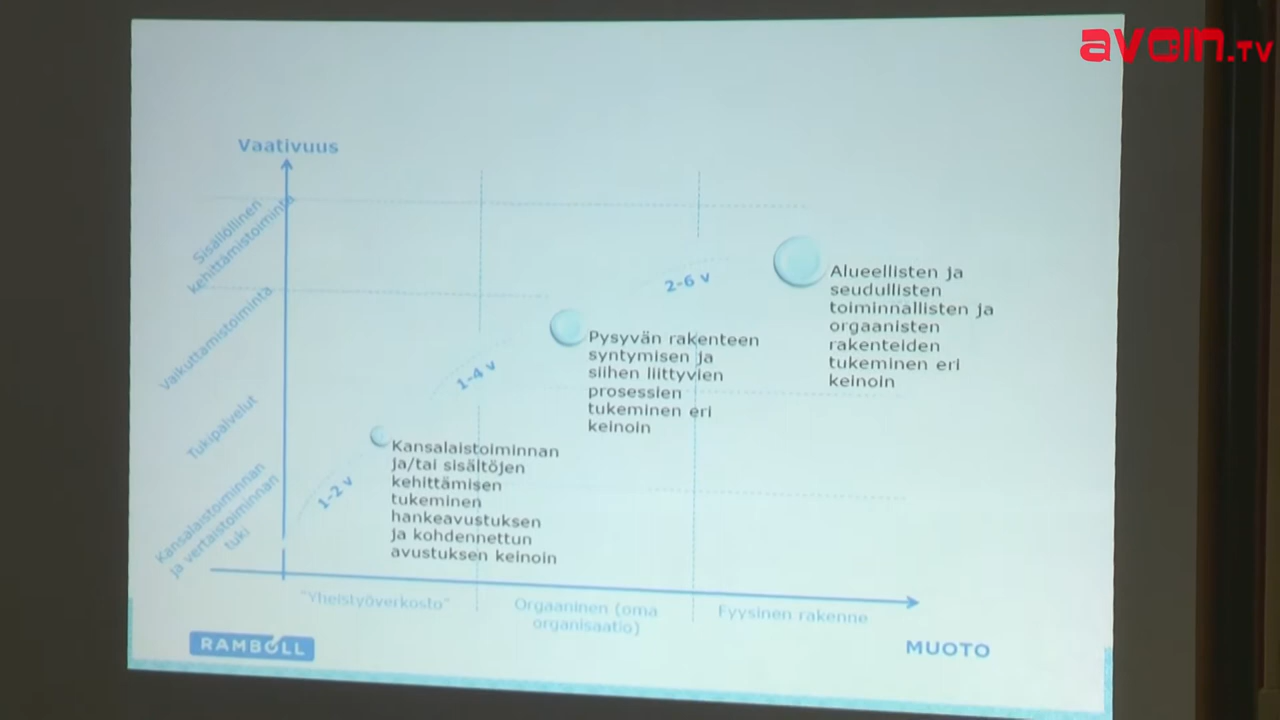 avoin.TV
Vaativuus
Sisällöllinen
kehittämistoiminta
Vaikuttamistoiminta
Tukipalvelut
Kansalaistoiminnan
ja vertaistoiminnan
tuki
2-6 v
Alueellisten ja
seudullisten
toiminnallisten ja
orgaanisten
rakenteiden
tukeminen eri
keinoin
1-4 v
Pysyvän rakenteen
syntymisen ja
siihen liittyvien
prosessien
tukeminen eri
keinoin
1-2 v
Kansalaistoiminnan
ja/tai sisältöjen
kehittämisen
tukeminen
hankeavustuksen
ja kohdennettun
avustuksen keinoin
"Yheistyöverkosto"
Orgaaninen (oma
organisaatio)
Fyysinen rakenne
MUOTO
RAMBOLL